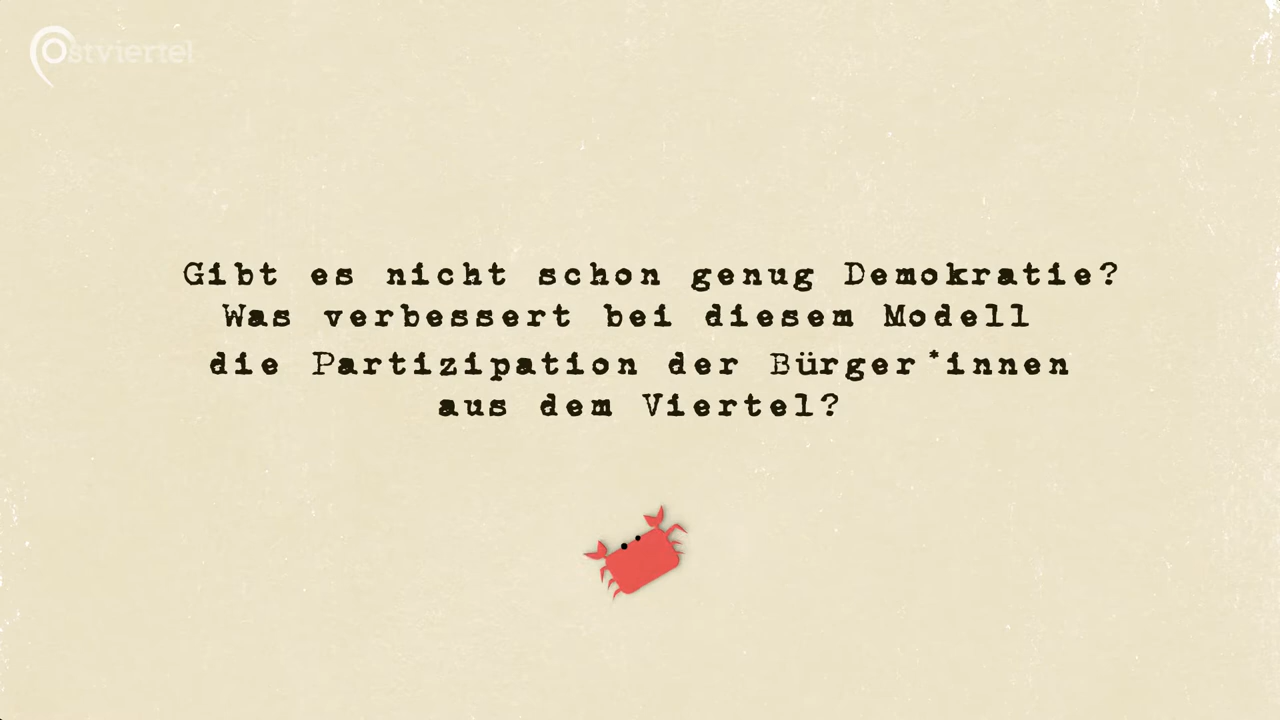 Ostviertel
Gibt es nicht schon genug Demokratie?
Was verbessert bei diesem Modell
die Partizipation der Bürger*innen
aus dem Viertel?